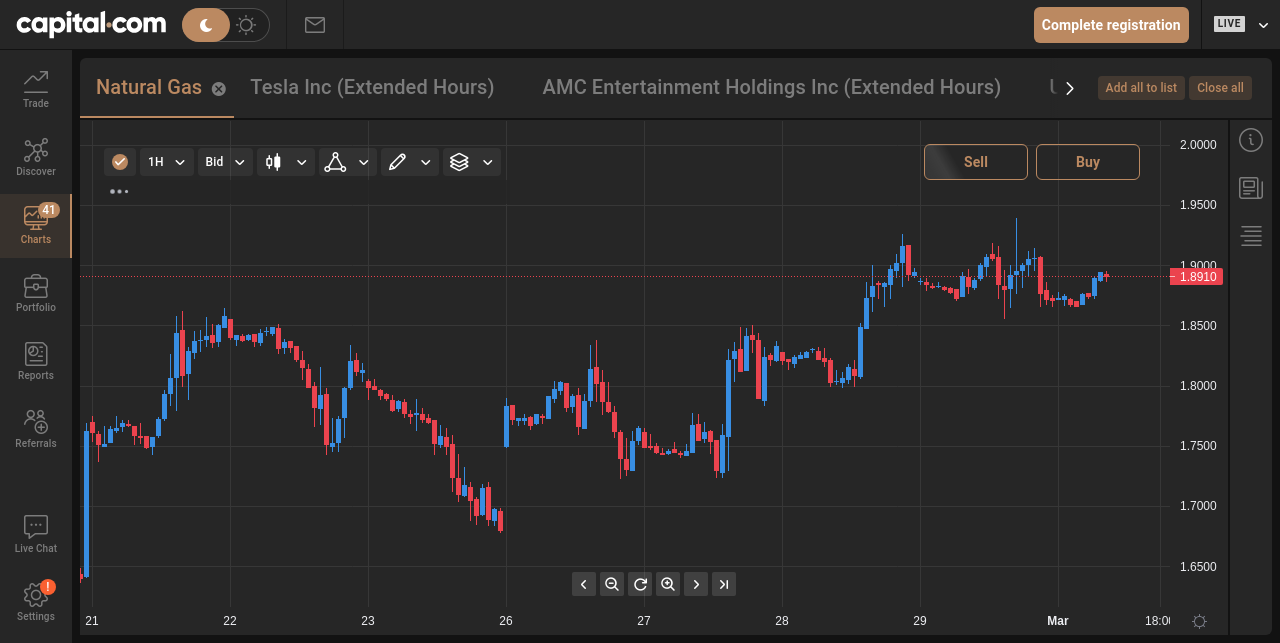 capital.com
Complete registration
LIVE
Natural Gas
Tesla Inc (Extended Hours)
AMC Entertainment Holdings Inc (Extended Hours)
Add all to list
Close all
Trade
Discover
41
Charts
Portfolio
Reports
Referrals
Live Chat
!
Settings
1H
Bid
Sell
Buy
2.0000
1.9500
1.9000
1.8910
1.8500
1.8000
1.7500
1.7000
1.6500
21
22
23
26
27
28
29
Mar